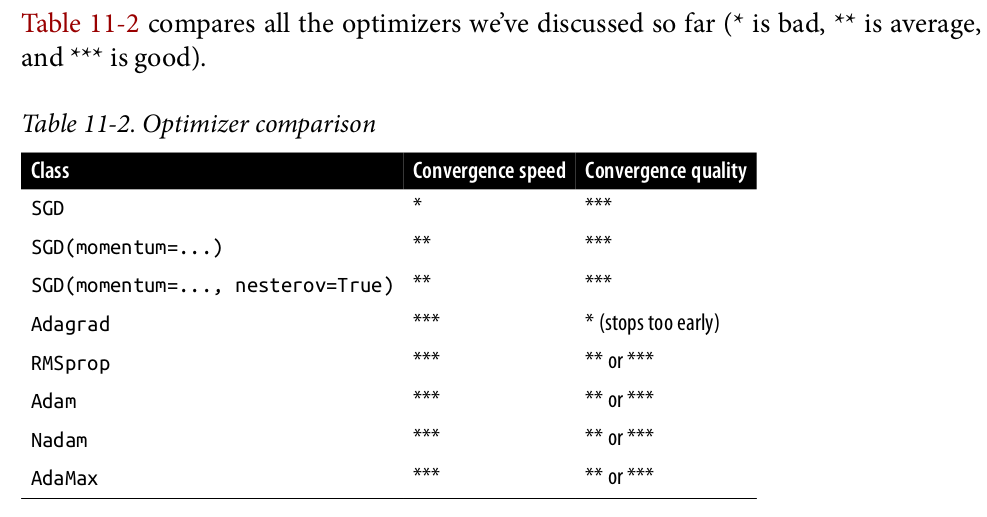 Table 11-2 compares all the optimizers we’ve discussed so far (* is bad, ** is average,
and *** is good).
Table 11-2. Optimizer comparison
Class Convergence speed Convergence quality
SGD * ***
SGD(momentum=...) ** ***
SGD(momentum=..., nesterov=True) ** ***
Adagrad *** * (stops too early)
RMSprop *** ** or ***
Adam *** ** or ***
Nadam *** ** or ***
AdaMax *** ** or ***